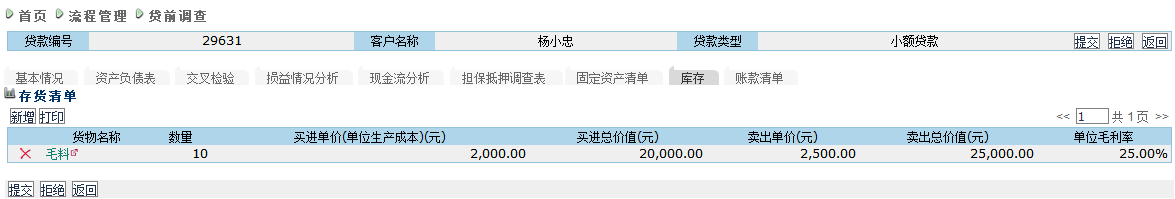 首页 流程管理 贷前调查
贷款编号 29631 客户名称 杨小忠 贷款类型 小额贷款 提交 拒绝 返回
基本情况 资产负债表 交叉检验 损益情况分析 现金流分析 担保抵押调查表 固定资产清单 库存 账款清单
存货清单
新增 打印 << 1 共 1 页 >>
货物名称 数量 买进单价(单位生产成本)(元) 买进总价值(元) 卖出单价(元) 卖出总价值(元) 单位毛利率
毛料 10 2,000.00 20,000.00 2,500.00 25,000.00 25.00%
提交 拒绝 返回